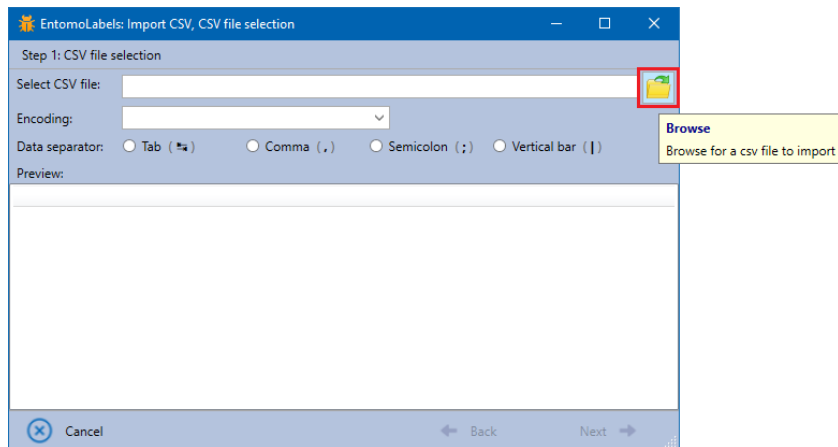 EntomoLabels: Import CSV, CSV file selection
Step 1: CSV file selection
Select CSV file:
Encoding:
Data separator: Tab (↹) Comma (,) Semicolon (;) Vertical bar (|)
Preview:
Browse
Browse for a csv file to import
Cancel Back Next